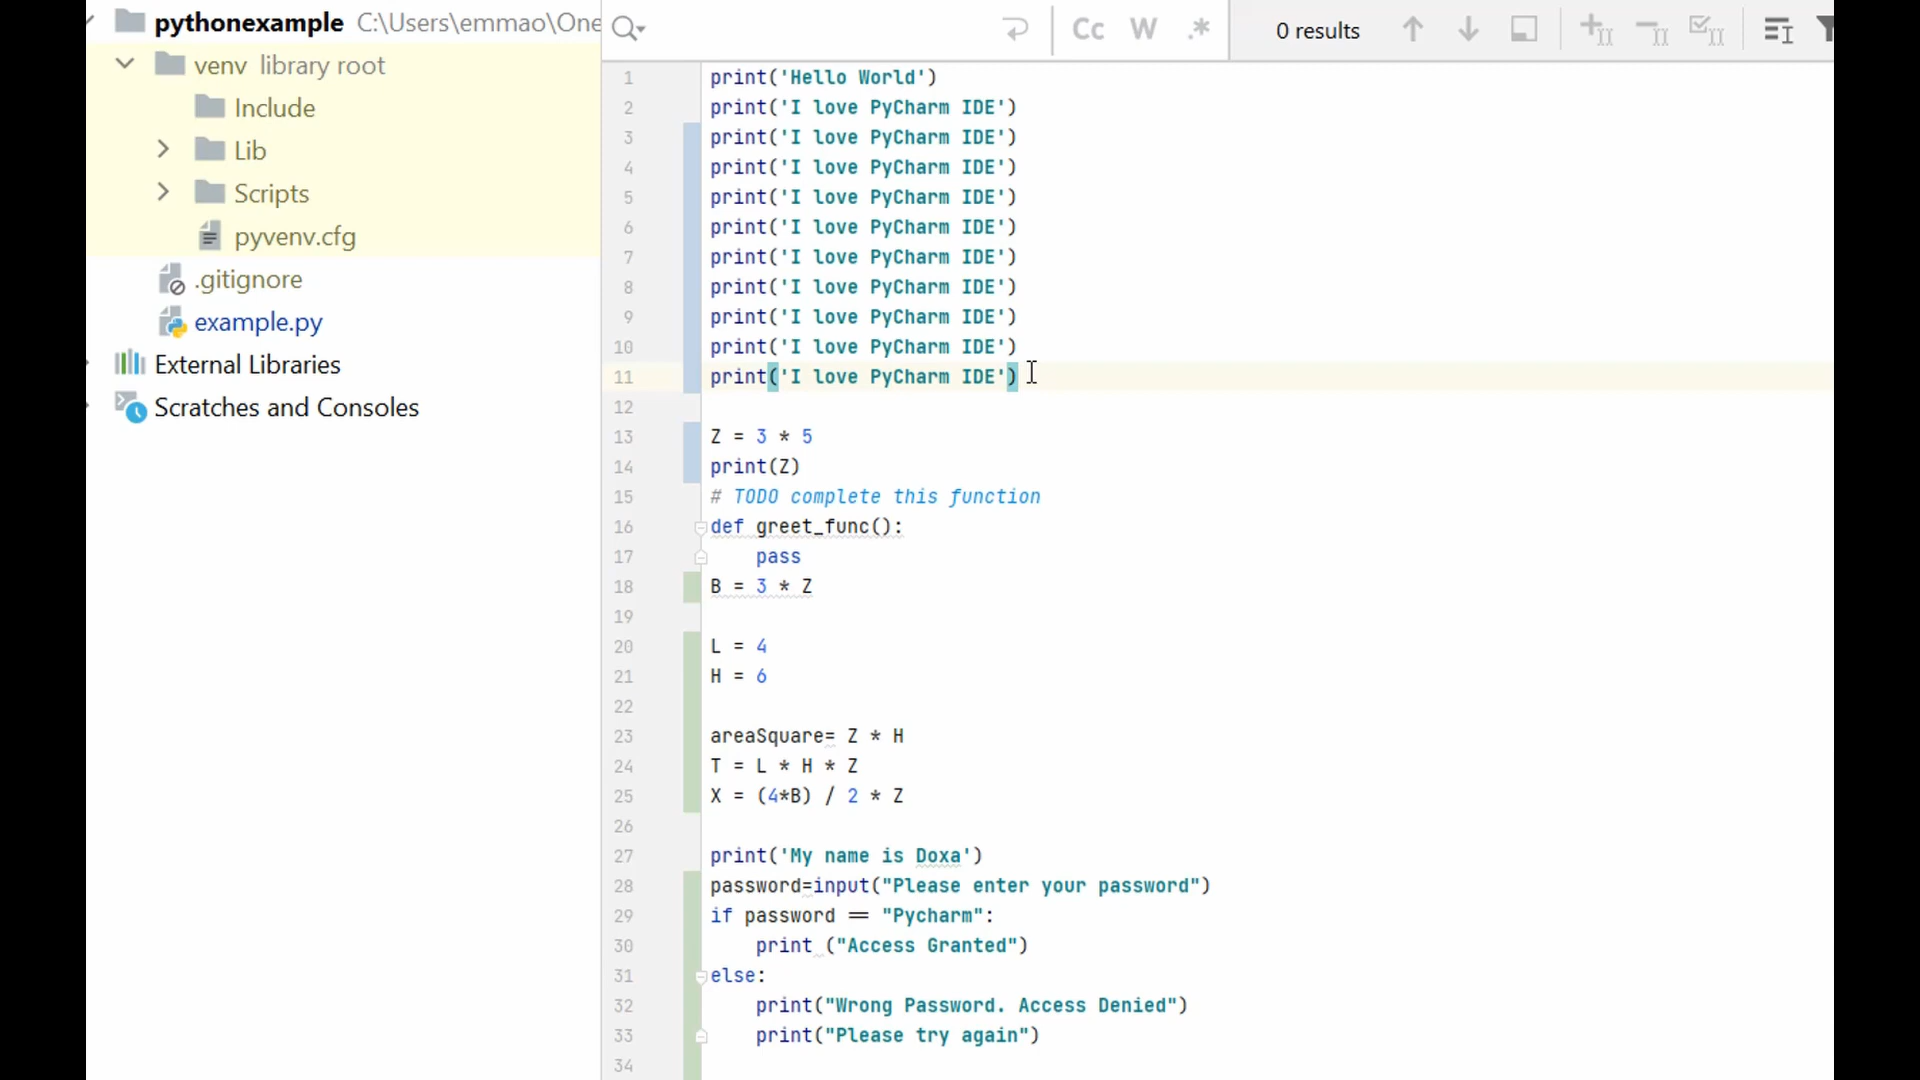 pythonexample C:\Users\emmao\One
venv library root
Include
Lib
Scripts
pyvenv.cfg
.gitignore
example.py
External Libraries
Scratches and Consoles
Cc W .* 0 results
1 print('Hello World')
2 print('I love PyCharm IDE')
3 print('I love PyCharm IDE')
4 print('I love PyCharm IDE')
5 print('I love PyCharm IDE')
6 print('I love PyCharm IDE')
7 print('I love PyCharm IDE')
8 print('I love PyCharm IDE')
9 print('I love PyCharm IDE')
10 print('I love PyCharm IDE')
11 print('I love PyCharm IDE')
12
13 Z = 3 * 5
14 print(Z)
15 # TODO complete this function
16 def greet_func():
17     pass
18 B = 3 * Z
19
20 L = 4
21 H = 6
22
23 areaSquare= Z * H
24 T = L * H * Z
25 X = (4*B) / 2 * Z
26
27 print('My name is Doxa')
28 password=input("Please enter your password")
29 if password == "Pycharm":
30     print ("Access Granted")
31 else:
32     print("Wrong Password. Access Denied")
33     print("Please try again")
34